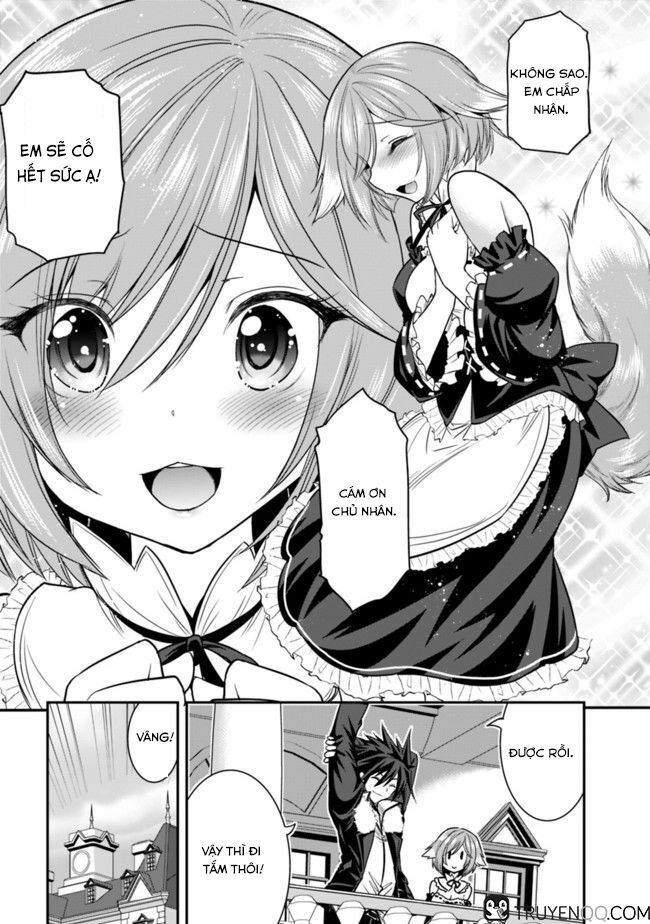 KHÔNG SAO.
EM CHẤP
NHẬN.
EM SẼ CỐ
HẾT SỨC Ạ!
CÁM ƠN
CHỦ NHÂN.
ĐƯỢC RỒI.
VẬY THÌ ĐI
TẮM THÔI!
VÂNG!
TRUYENQQ.COM